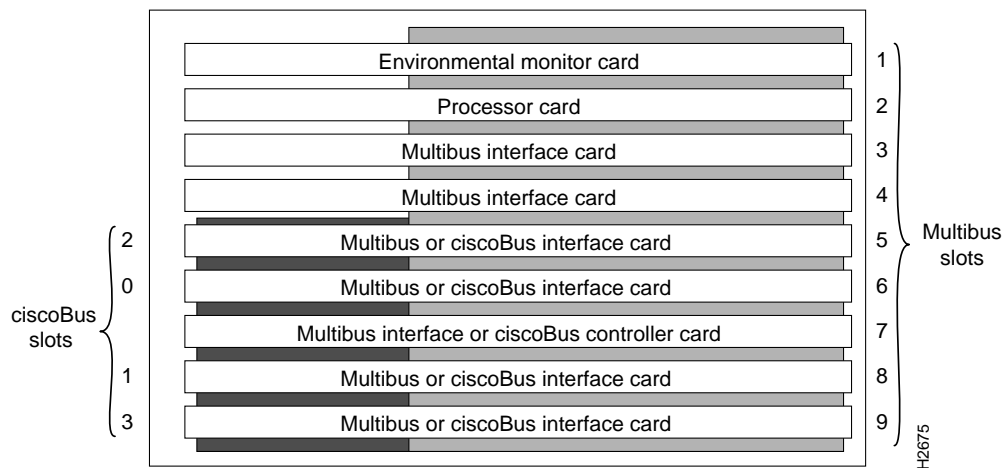 Environmental monitor card 1
Processor card 2
Multibus interface card 3
Multibus interface card 4
2 Multibus or ciscoBus interface card 5
0 Multibus or ciscoBus interface card 6
Multibus interface or ciscoBus controller card 7
1 Multibus or ciscoBus interface card 8
3 Multibus or ciscoBus interface card 9
ciscoBus
slots
Multibus
slots
H2675